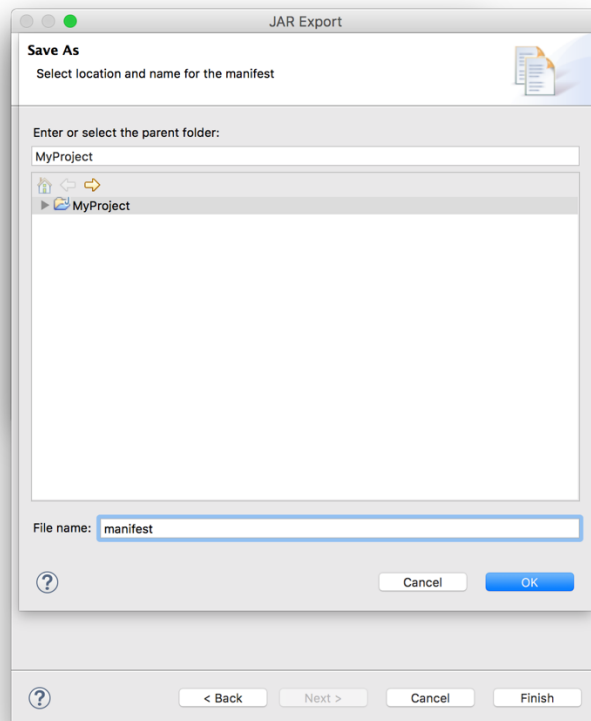 JAR Export
Save As
Select location and name for the manifest
Enter or select the parent folder:
MyProject
MyProject
File name: manifest
? Cancel OK
? < Back Next > Cancel Finish